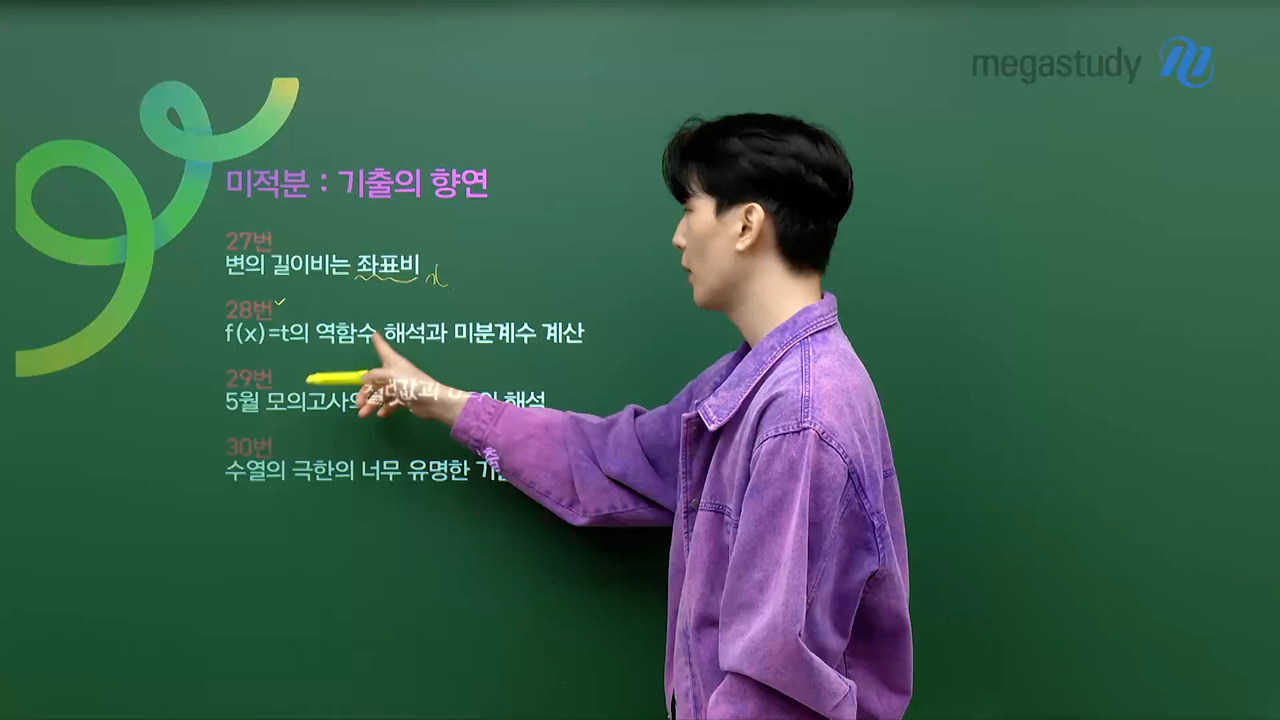 megastudy
미적분 : 기출의 향연
27번
변의 길이비는 좌표비
28번
f(x)=t의 역함수 해석과 미분계수 계산
29번
5월 모의고사의 해석
30번
수열의 극한의 너무 유명한